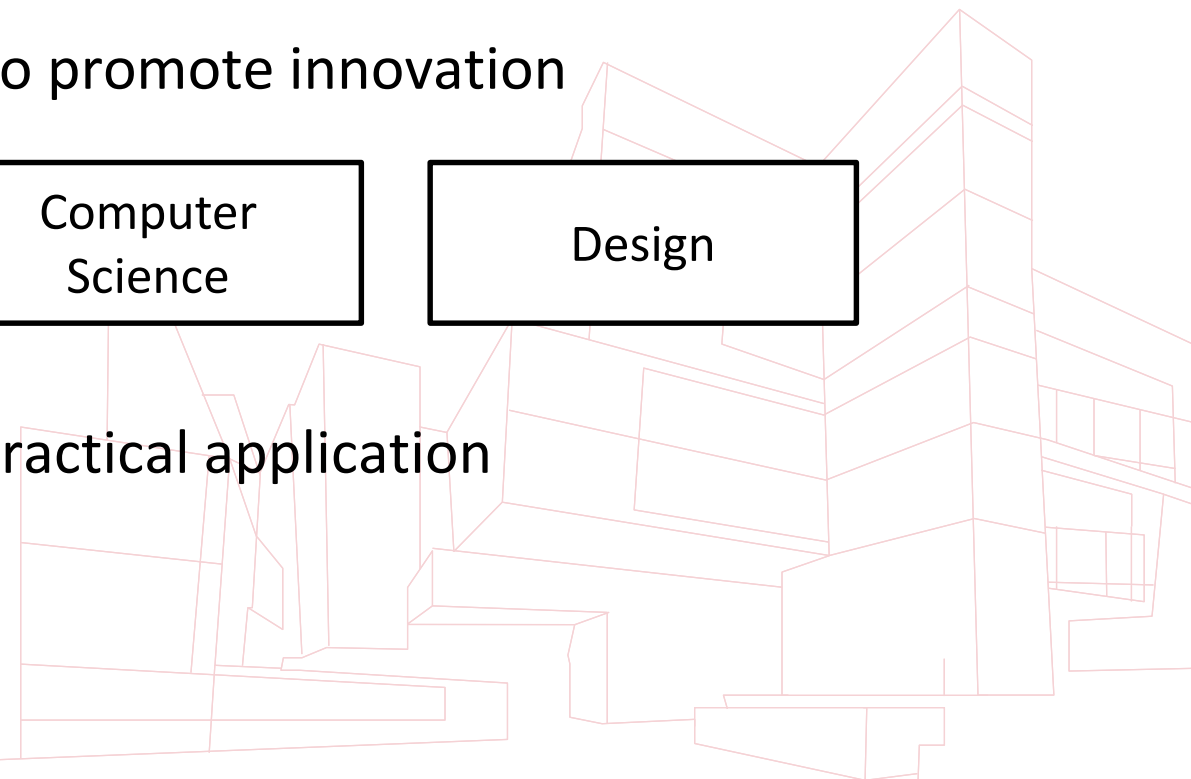 o promote innovation
Computer
Science
Design
ractical application